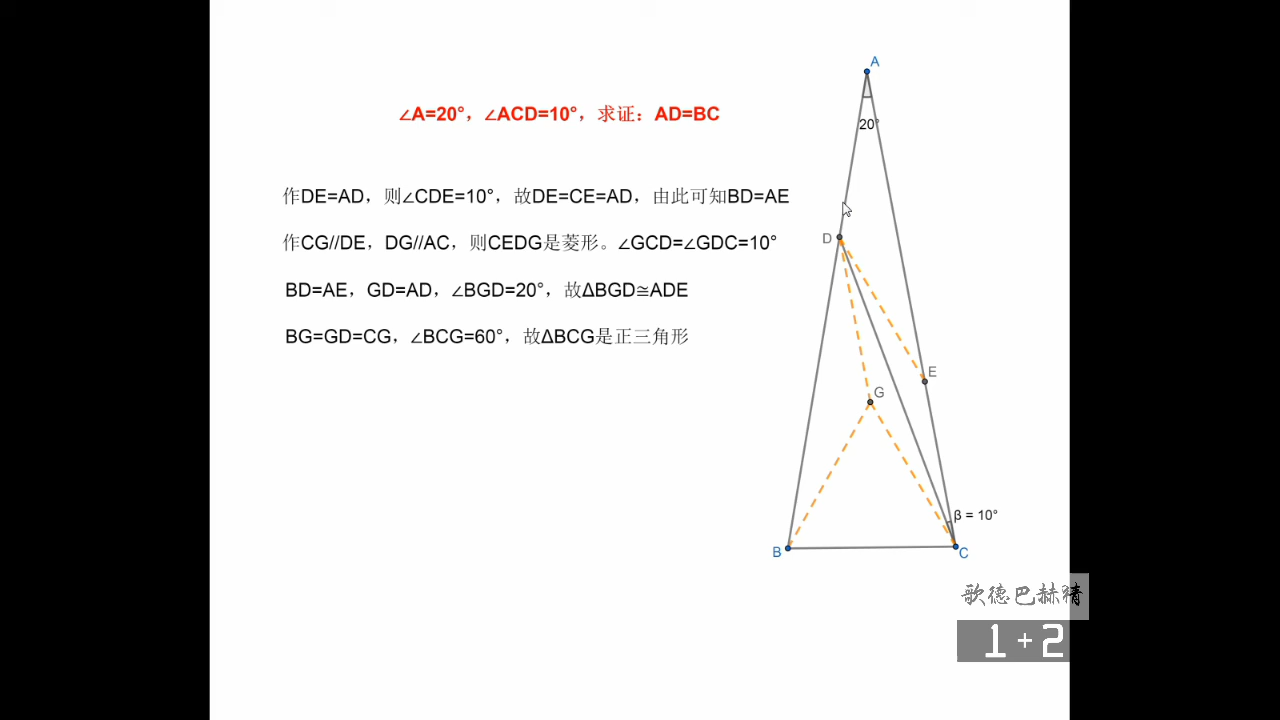 A
∠A=20°，∠ACD=10°，求证：AD=BC
20°
作DE=AD，则∠CDE=10°，故DE=CE=AD，由此可知BD=AE
D
作CG//DE，DG//AC，则CEDG是菱形。∠GCD=∠GDC=10°
BD=AE，GD=AD，∠BGD=20°，故ΔBGD≅ADE
BG=GD=CG，∠BCG=60°，故ΔBCG是正三角形
E
G
β = 10°
B
C
歌德巴赫猜
1+2